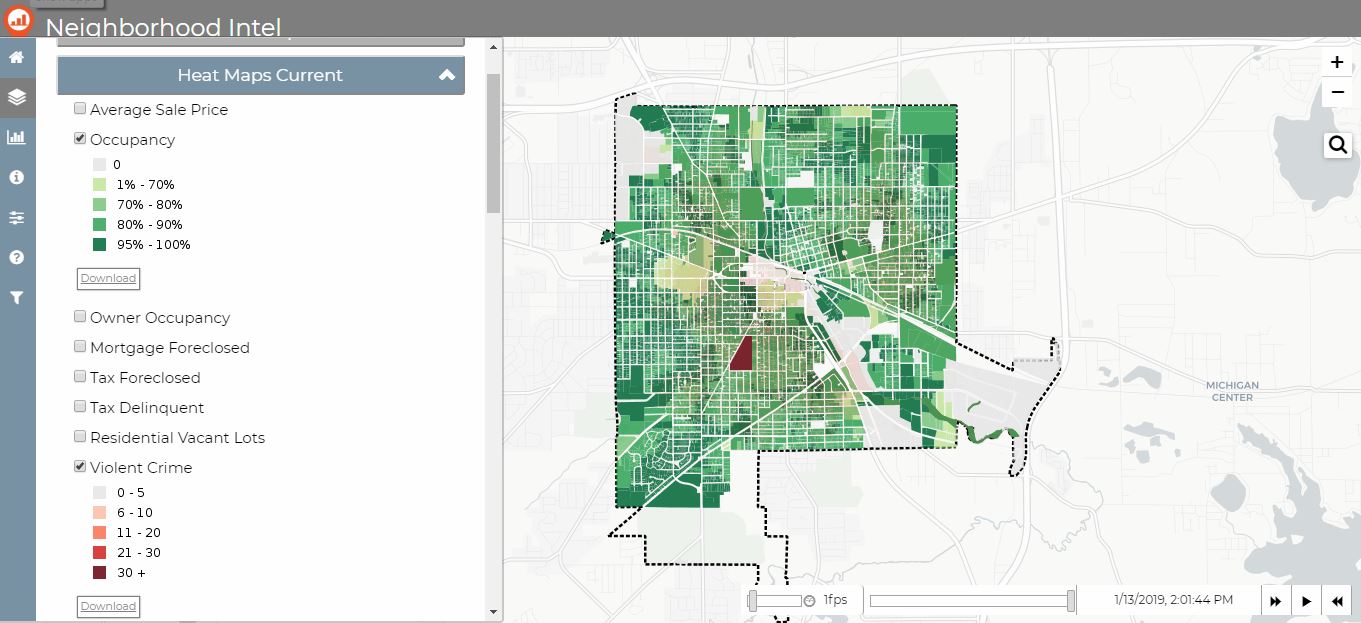 Neighborhood Intel
Heat Maps Current
Average Sale Price
Occupancy
0
1% - 70%
70% - 80%
80% - 90%
95% - 100%
Download
Owner Occupancy
Mortgage Foreclosed
Tax Foreclosed
Tax Delinquent
Residential Vacant Lots
Violent Crime
0 - 5
6 - 10
11 - 20
21 - 30
30 +
Download
+
−
MICHIGAN
CENTER
1fps
1/13/2019, 2:01:44 PM